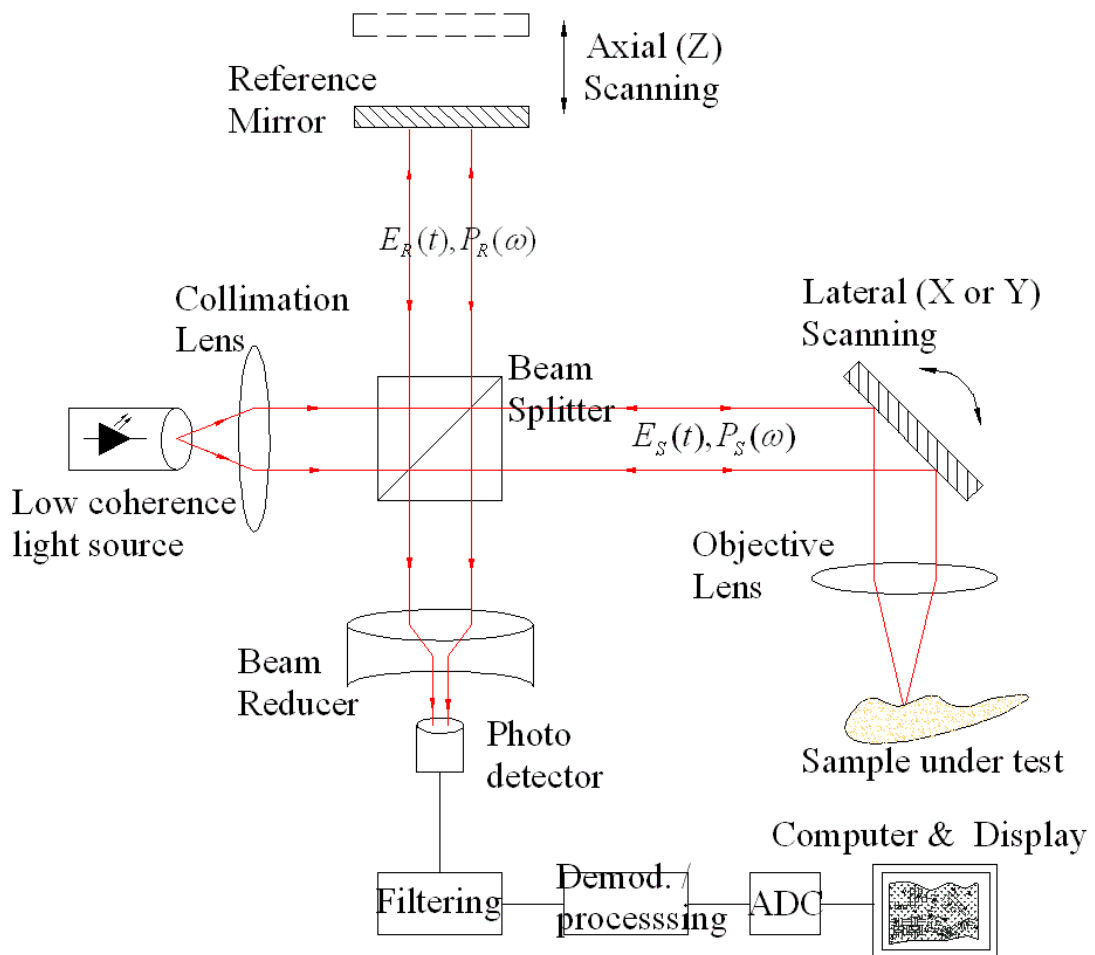 Axial (Z)
Scanning
Reference
Mirror
E_R(t), P_R(ω)
Collimation
Lens
Lateral (X or Y)
Scanning
Beam
Splitter
E_S(t), P_S(ω)
Low coherence
light source
Objective
Lens
Beam
Reducer
Photo
detector
Sample under test
Computer & Display
Filtering
Demod. /
processsing
ADC